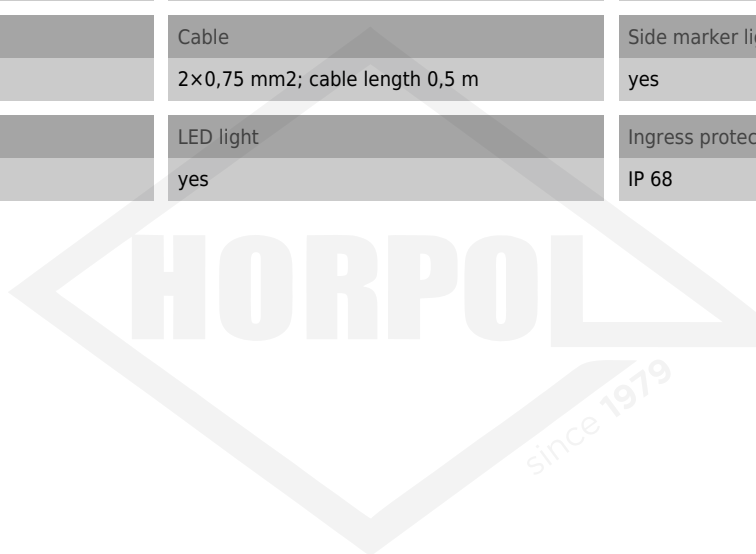 Cable
Side marker li
2×0,75 mm2; cable length 0,5 m
yes
LED light
Ingress protec
yes
IP 68
HORPOL
since 1979